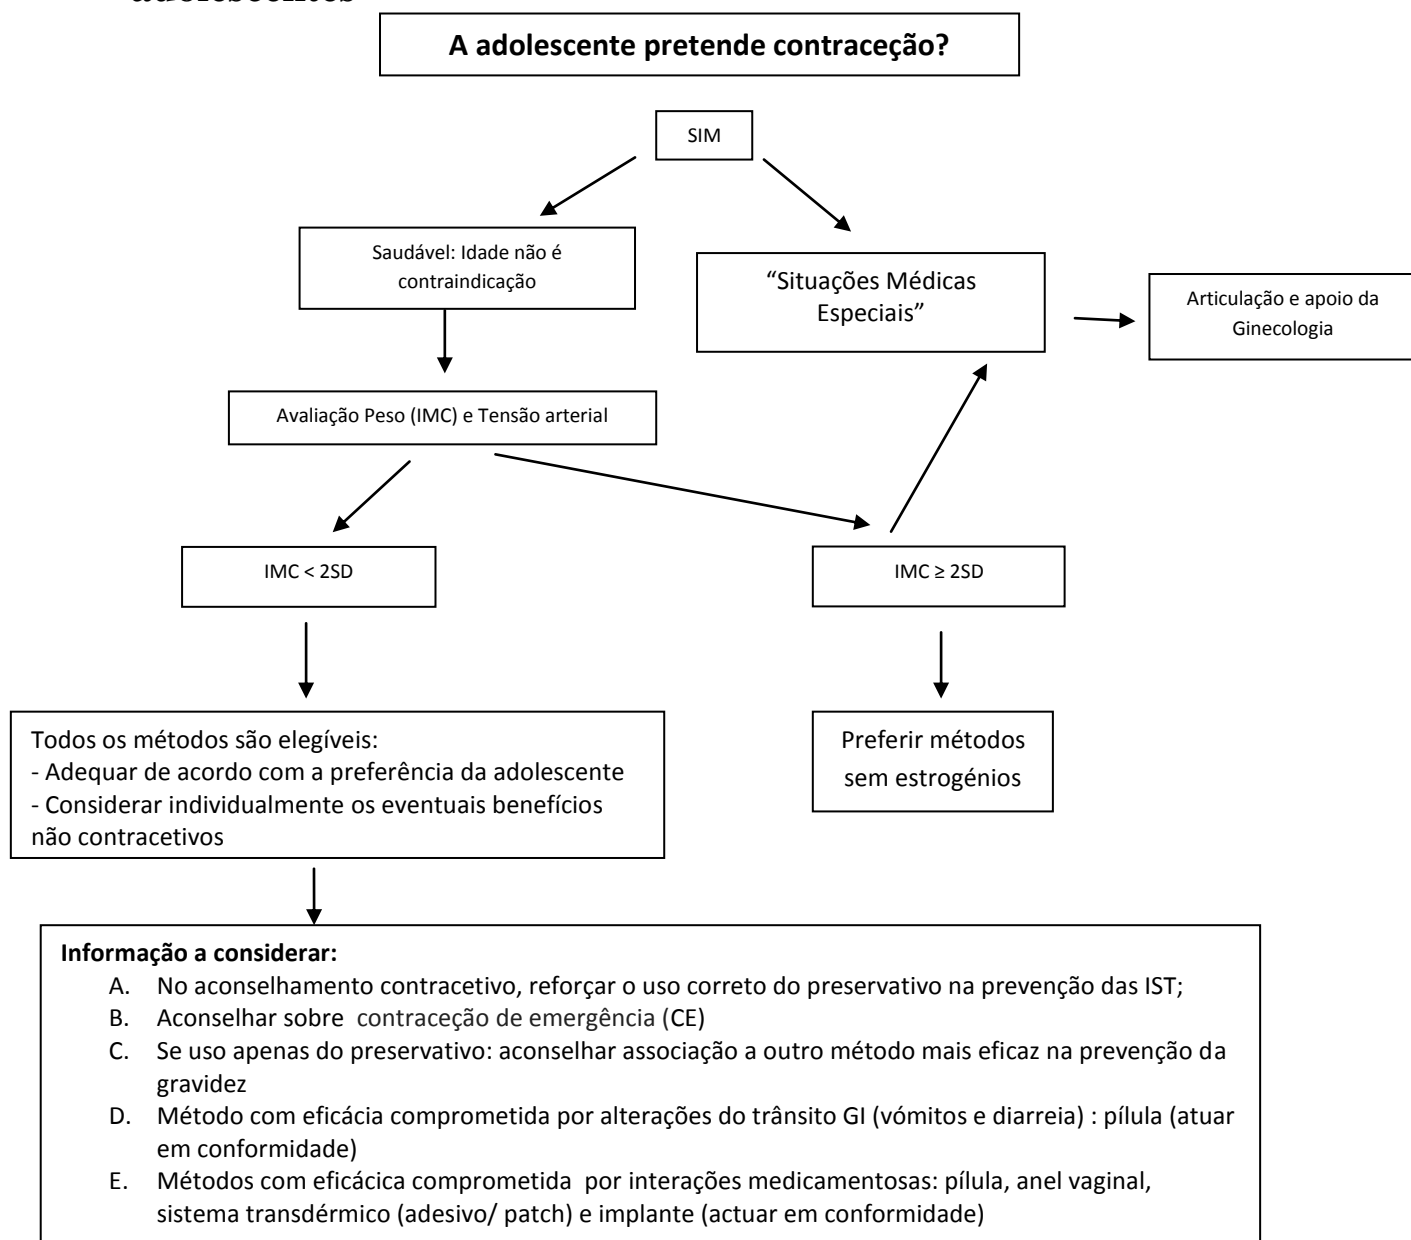 adolescentes
A adolescente pretende contraceção?
SIM
Saudável: Idade não é
contraindicação
“Situações Médicas
Especiais”
Articulação e apoio da
Ginecologia
Avaliação Peso (IMC) e Tensão arterial
IMC < 2SD
IMC ≥ 2SD
Todos os métodos são elegíveis:
- Adequar de acordo com a preferência da adolescente
- Considerar individualmente os eventuais benefícios
não contracetivos
Preferir métodos
sem estrogénios
Informação a considerar:
A. No aconselhamento contracetivo, reforçar o uso correto do preservativo na prevenção das IST;
B. Aconselhar sobre contraceção de emergência (CE)
C. Se uso apenas do preservativo: aconselhar associação a outro método mais eficaz na prevenção da
gravidez
D. Método com eficácia comprometida por alterações do trânsito GI (vómitos e diarreia) : pílula (atuar
em conformidade)
E. Métodos com eficácica comprometida por interações medicamentosas: pílula, anel vaginal,
sistema transdérmico (adesivo/ patch) e implante (actuar em conformidade)